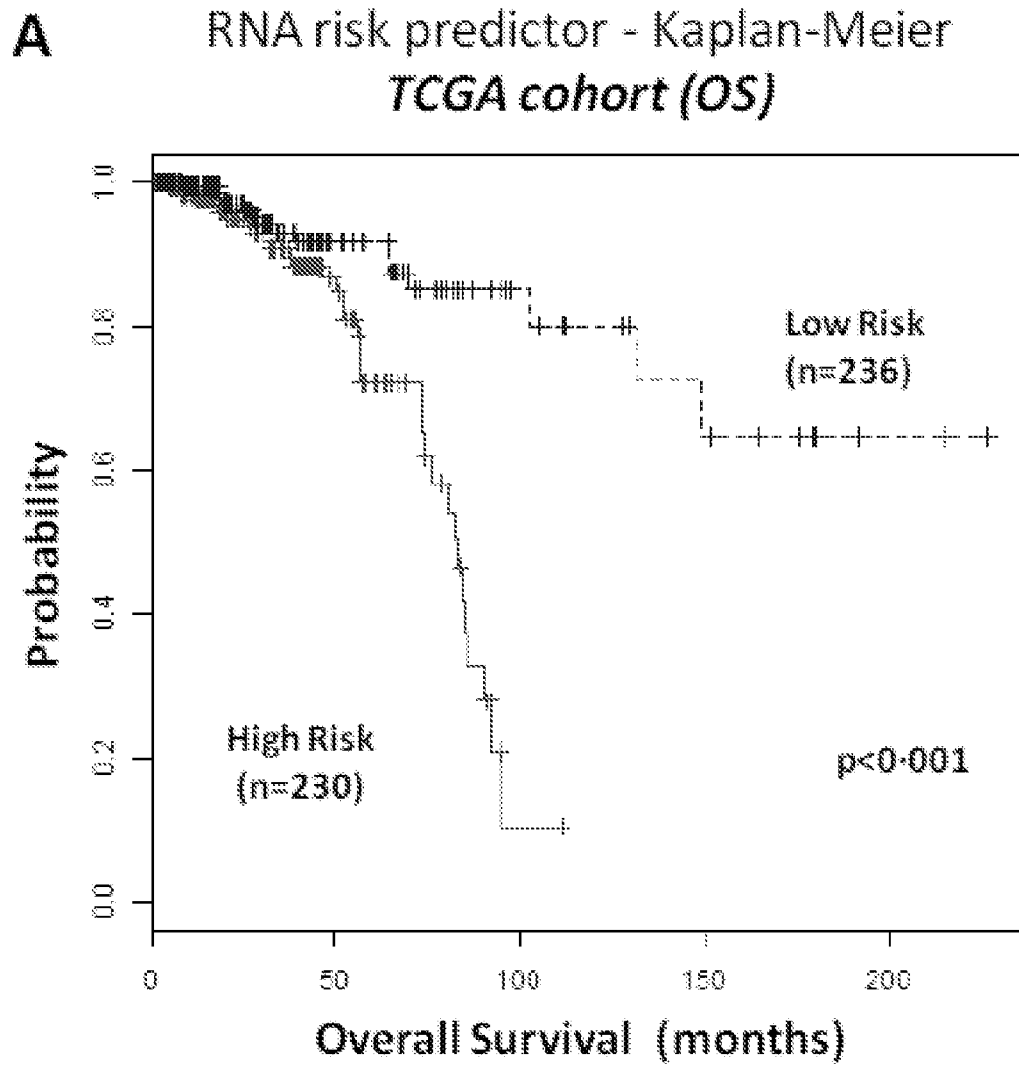 A
RNA risk predictor - Kaplan-Meier
TCGA cohort (OS)
Probability
1.0
0.8
0.6
0.4
0.2
0.0
Low Risk
(n=236)
High Risk
(n=230)
p<0·001
0 50 100 150 200
Overall Survival (months)